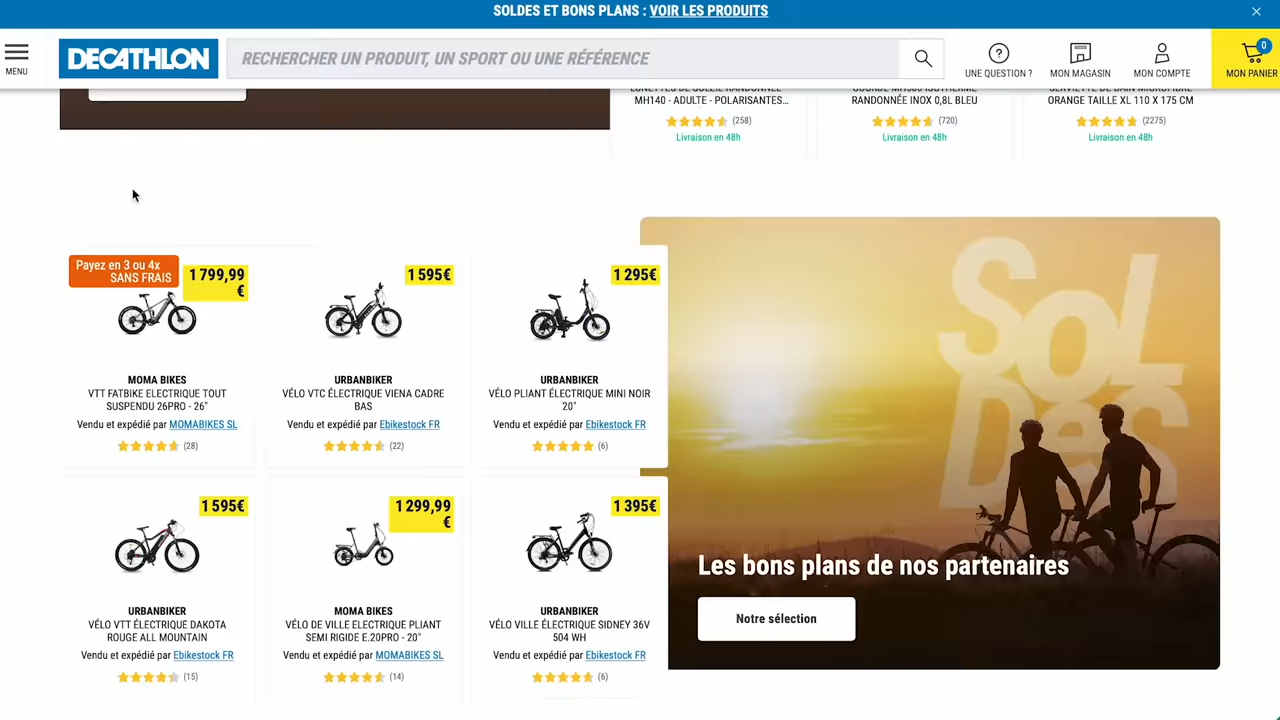 SOLDES ET BONS PLANS : VOIR LES PRODUITS
MENU
DECATHLON
RECHERCHER UN PRODUIT, UN SPORT OU UNE RÉFÉRENCE
UNE QUESTION ?
MON MAGASIN
MON COMPTE
0
MON PANIER
MH140 - ADULTE - POLARISANTES...
(258)
Livraison en 48h
RANDONNÉE INOX 0,8L BLEU
(720)
Livraison en 48h
ORANGE TAILLE XL 110 X 175 CM
(2275)
Livraison en 48h
Payez en 3 ou 4x
SANS FRAIS
1 799,99
€
MOMA BIKES
VTT FATBIKE ELECTRIQUE TOUT
SUSPENDU 26PRO - 26"
Vendu et expédié par MOMABIKES SL
(28)
1 595€
URBANBIKER
VÉLO VTC ÉLECTRIQUE VIENA CADRE
BAS
Vendu et expédié par Ebikestock FR
(22)
1 295€
URBANBIKER
VÉLO PLIANT ÉLECTRIQUE MINI NOIR
20"
Vendu et expédié par Ebikestock FR
(6)
1 595€
URBANBIKER
VÉLO VTT ÉLECTRIQUE DAKOTA
ROUGE ALL MOUNTAIN
Vendu et expédié par Ebikestock FR
(15)
1 299,99
€
MOMA BIKES
VÉLO DE VILLE ELECTRIQUE PLIANT
SEMI RIGIDE E.20PRO - 20"
Vendu et expédié par MOMABIKES SL
(14)
1 395€
URBANBIKER
VÉLO VILLE ÉLECTRIQUE SIDNEY 36V
504 WH
Vendu et expédié par Ebikestock FR
(6)
SoL
Des
Les bons plans de nos partenaires
Notre sélection